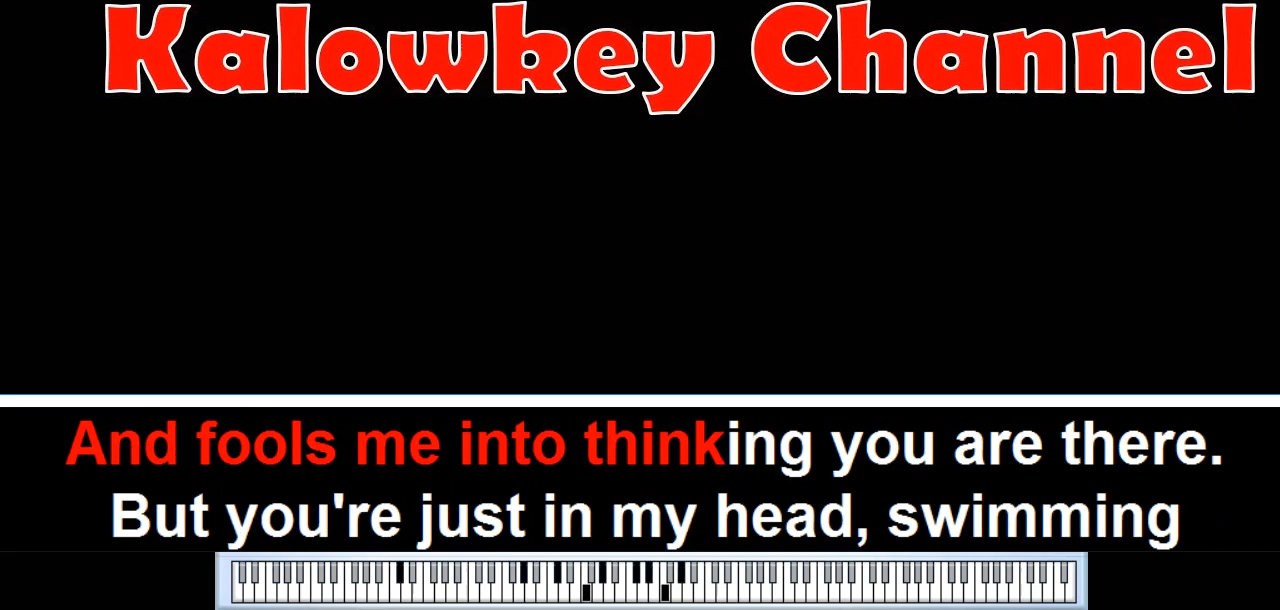 Kalowkey Channel
And fools me into thinking you are there.
But you're just in my head, swimming